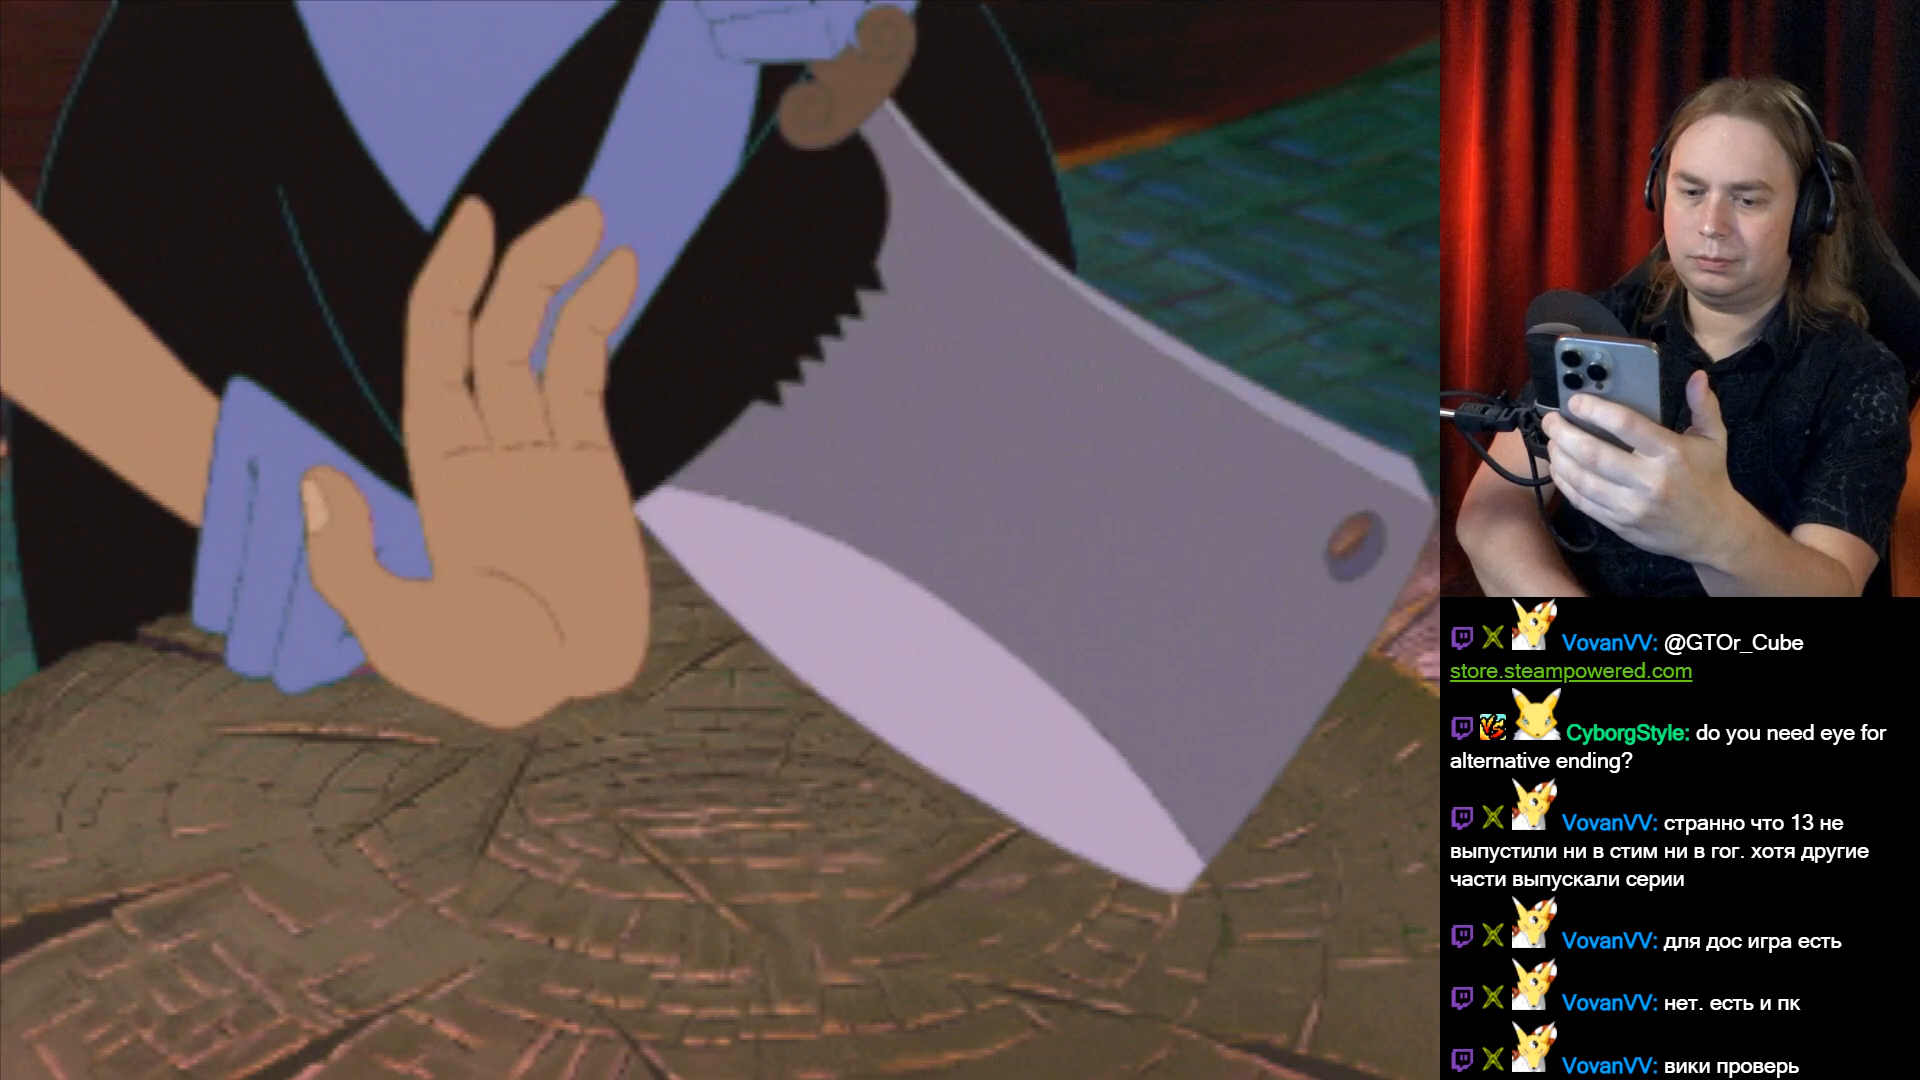 VovanVV: @GTOr_Cube
store.steampowered.com
CyborgStyle: do you need eye for
alternative ending?
VovanVV: странно что 13 не
выпустили ни в стим ни в гог. хотя другие
части выпускали серии
VovanVV: для дос игра есть
VovanVV: нет. есть и пк
VovanVV: вики проверь